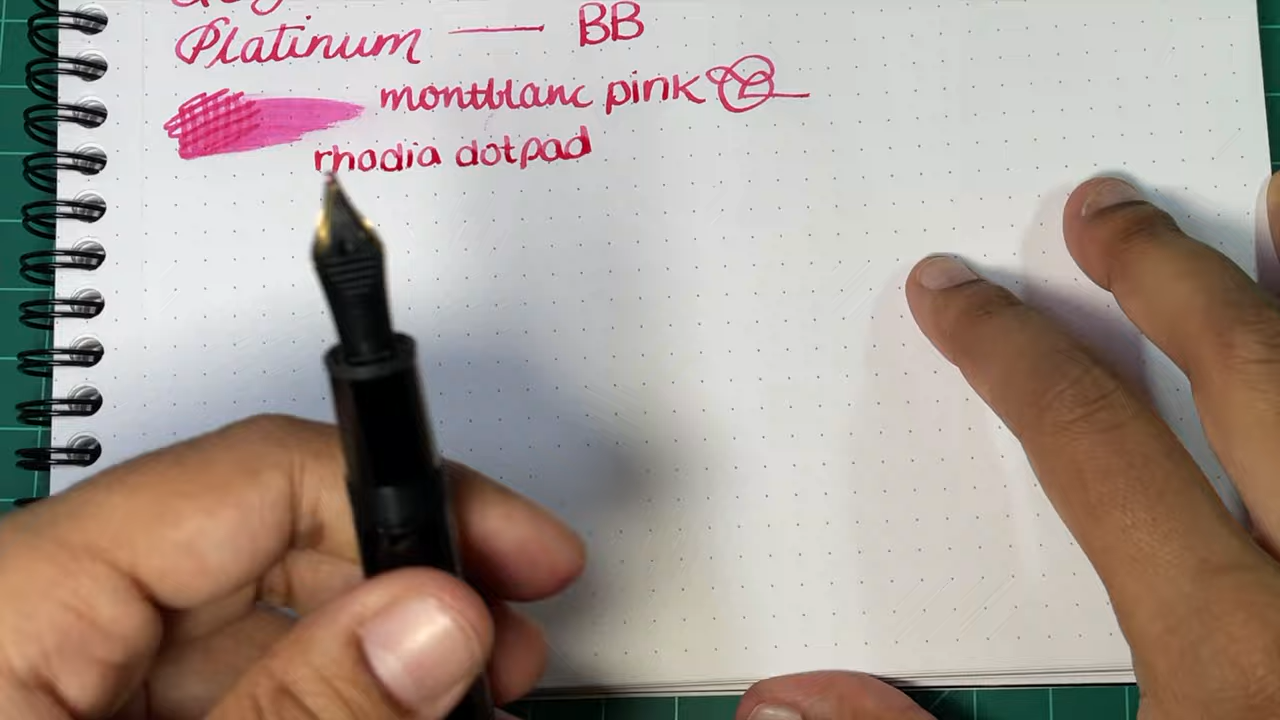 Platinum — BB
montblanc pink
rhodia dotpad